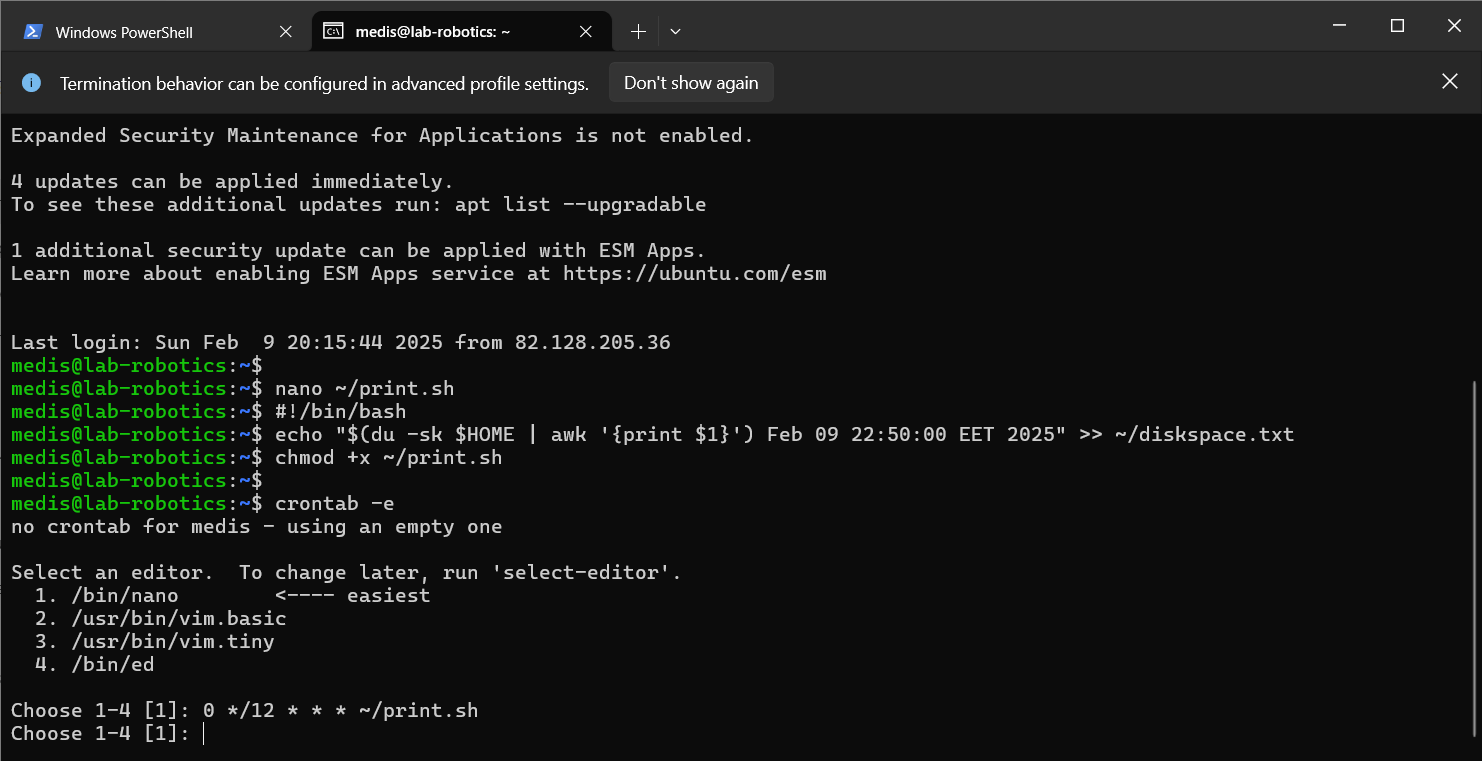 Windows PowerShell
medis@lab-robotics: ~
Termination behavior can be configured in advanced profile settings.
Don't show again
Expanded Security Maintenance for Applications is not enabled.
4 updates can be applied immediately.
To see these additional updates run: apt list --upgradable
1 additional security update can be applied with ESM Apps.
Learn more about enabling ESM Apps service at https://ubuntu.com/esm
Last login: Sun Feb  9 20:15:44 2025 from 82.128.205.36
medis@lab-robotics:~$
medis@lab-robotics:~$ nano ~/print.sh
medis@lab-robotics:~$ #!/bin/bash
medis@lab-robotics:~$ echo "$(du -sk $HOME | awk '{print $1}') Feb 09 22:50:00 EET 2025" >> ~/diskspace.txt
medis@lab-robotics:~$ chmod +x ~/print.sh
medis@lab-robotics:~$
medis@lab-robotics:~$ crontab -e
no crontab for medis - using an empty one
Select an editor.  To change later, run 'select-editor'.
  1. /bin/nano        <---- easiest
  2. /usr/bin/vim.basic
  3. /usr/bin/vim.tiny
  4. /bin/ed
Choose 1-4 [1]: 0 */12 * * * ~/print.sh
Choose 1-4 [1]: